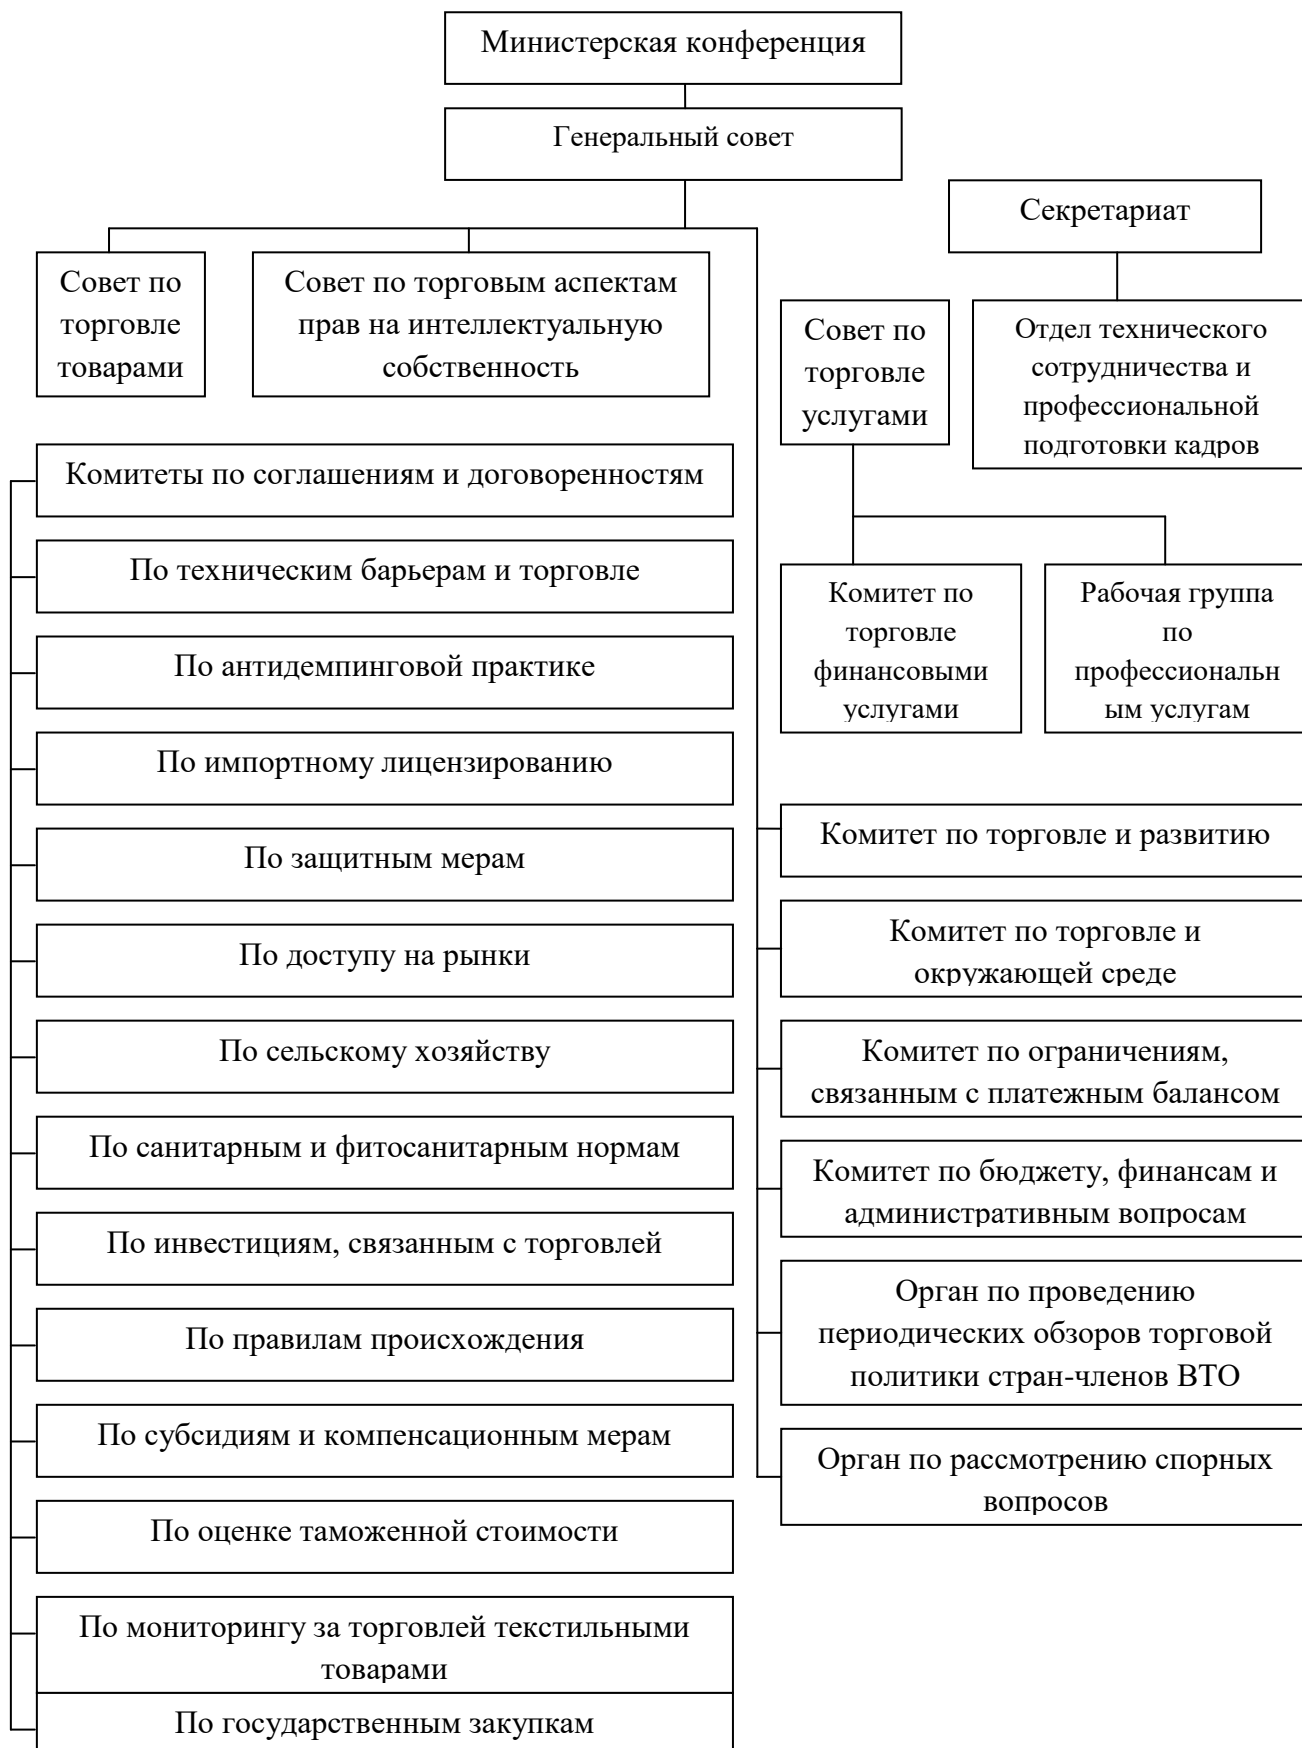 Министерская конференция
Генеральный совет
Секретариат
Совет по
торговле
товарами
Совет по торговым аспектам
прав на интеллектуальную
собственность
Совет по
торговле
услугами
Отдел технического
сотрудничества и
профессиональной
подготовки кадров
Комитеты по соглашениям и договоренностям
По техническим барьерам и торговле
По антидемпинговой практике
По импортному лицензированию
По защитным мерам
По доступу на рынки
По сельскому хозяйству
По санитарным и фитосанитарным нормам
По инвестициям, связанным с торговлей
По правилам происхождения
По субсидиям и компенсационным мерам
По оценке таможенной стоимости
По мониторингу за торговлей текстильными
товарами
По государственным закупкам
Комитет по
торговле
финансовыми
услугами
Рабочая группа
по
профессиональн
ым услугам
Комитет по торговле и развитию
Комитет по торговле и
окружающей среде
Комитет по ограничениям,
связанным с платежным балансом
Комитет по бюджету, финансам и
административным вопросам
Орган по проведению
периодических обзоров торговой
политики стран-членов ВТО
Орган по рассмотрению спорных
вопросов